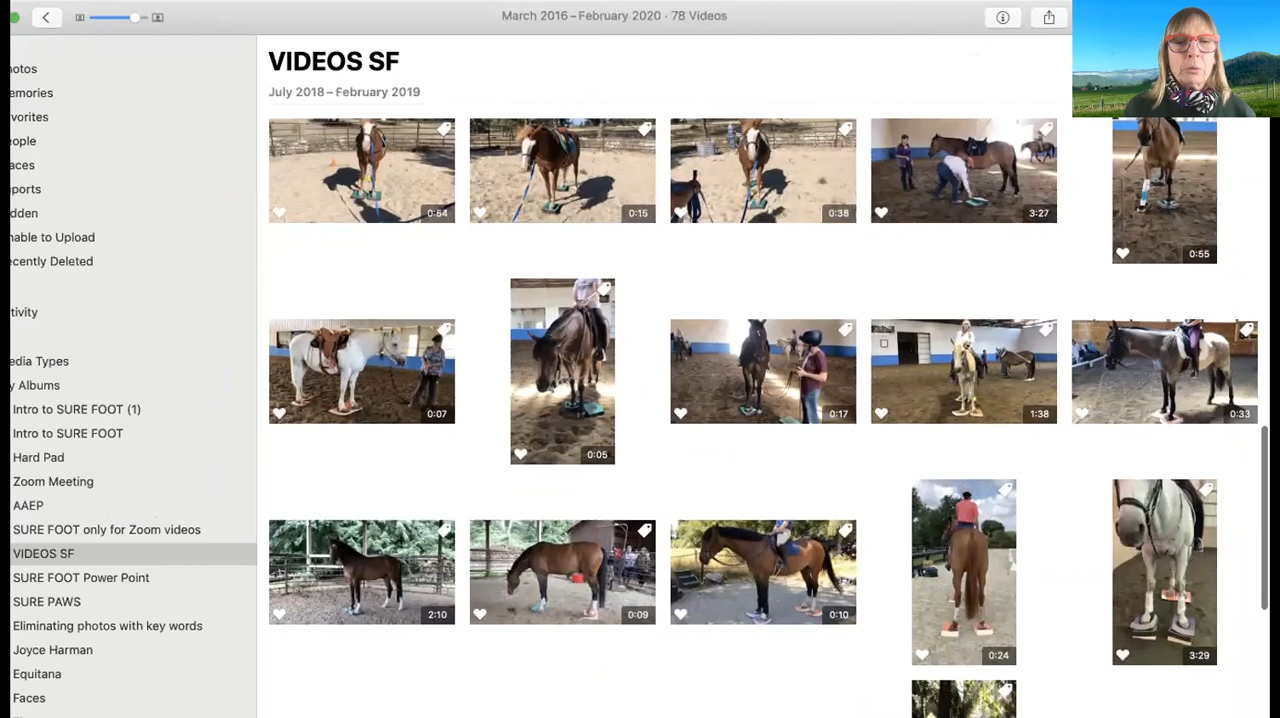 March 2016 – February 2020 · 78 Videos
VIDEOS SF
July 2018 – February 2019
otos
emories
vorites
eople
aces
nports
dden
nable to Upload
ecently Deleted
tivity
edia Types
y Albums
Intro to SURE FOOT (1)
Intro to SURE FOOT
Hard Pad
Zoom Meeting
AAEP
SURE FOOT only for Zoom videos
VIDEOS SF
SURE FOOT Power Point
SURE PAWS
Eliminating photos with key words
Joyce Harman
Equitana
Faces
0:54
0:15
0:38
3:27
0:55
0:07
0:05
0:17
1:38
0:33
2:10
0:09
0:10
0:24
3:29